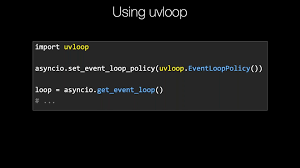 Using uvloop
import uvloop
asyncio.set_event_loop_policy(uvloop.EventLoopPolicy())
loop = asyncio.get_event_loop()
# ...